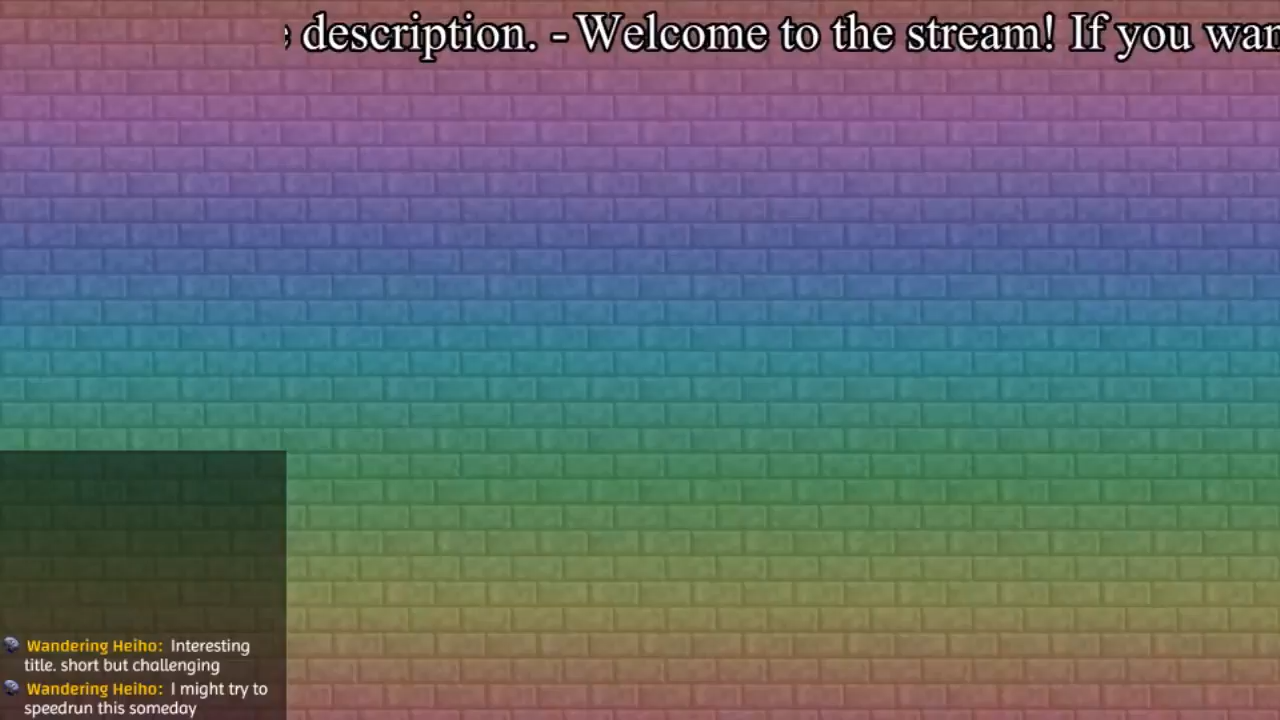 description. - Welcome to the stream! If you
Wandering Heiho: Interesting
title. short but challenging
Wandering Heiho: I might try to
speedrun this someday